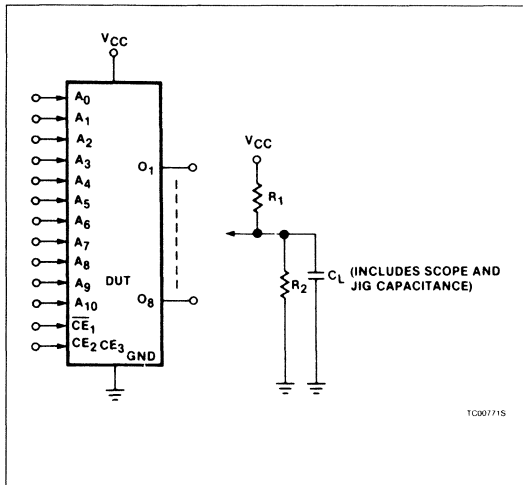 VCC
A0
A1
A2
A3
A4
A5
A6
A7
A8
A9
A10
CE1
CE2 CE3
GND
DUT
O1
O8
VCC
R1
R2
CL (INCLUDES SCOPE AND
JIG CAPACITANCE)
TC00771S